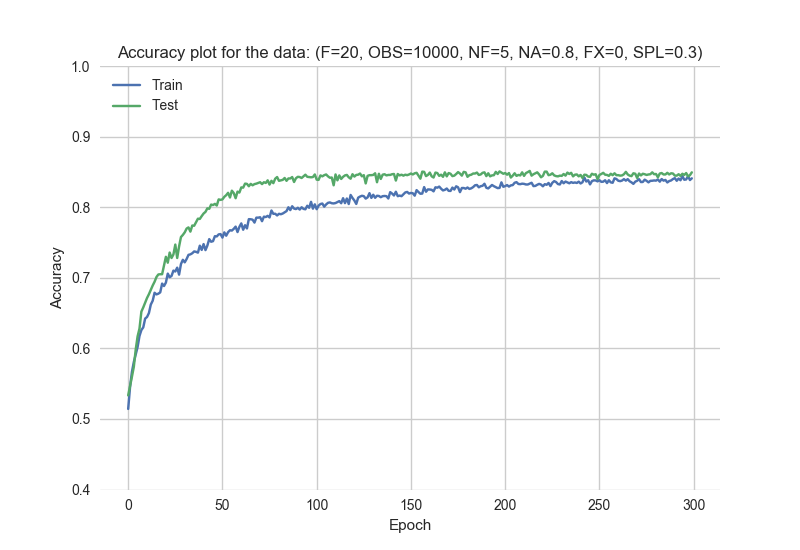 Accuracy plot for the data: (F=20, OBS=10000, NF=5, NA=0.8, FX=0, SPL=0.3)
Train
Test
1.0
0.9
0.8
0.7
0.6
0.5
0.4
Accuracy
0 50 100 150 200 250 300
Epoch